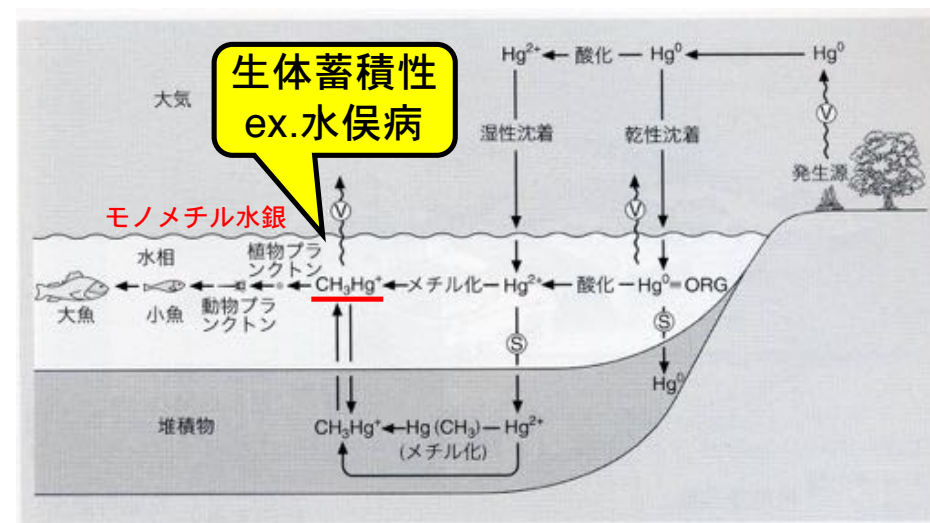 生体蓄積性
ex.水俣病
大気
Hg²⁺ ← 酸化 — Hg⁰ ← Hg⁰
V
湿性沈着
乾性沈着
発生源
モノメチル水銀
V
V
水相
植物プラ
ンクトン
CH₃Hg⁺ ←メチル化— Hg²⁺ ← 酸化 — Hg⁰=ORG
大魚
小魚
動物プラ
ンクトン
S
S
Hg⁰
堆積物
CH₃Hg⁺ ← Hg (CH₃) — Hg²⁺
(メチル化)